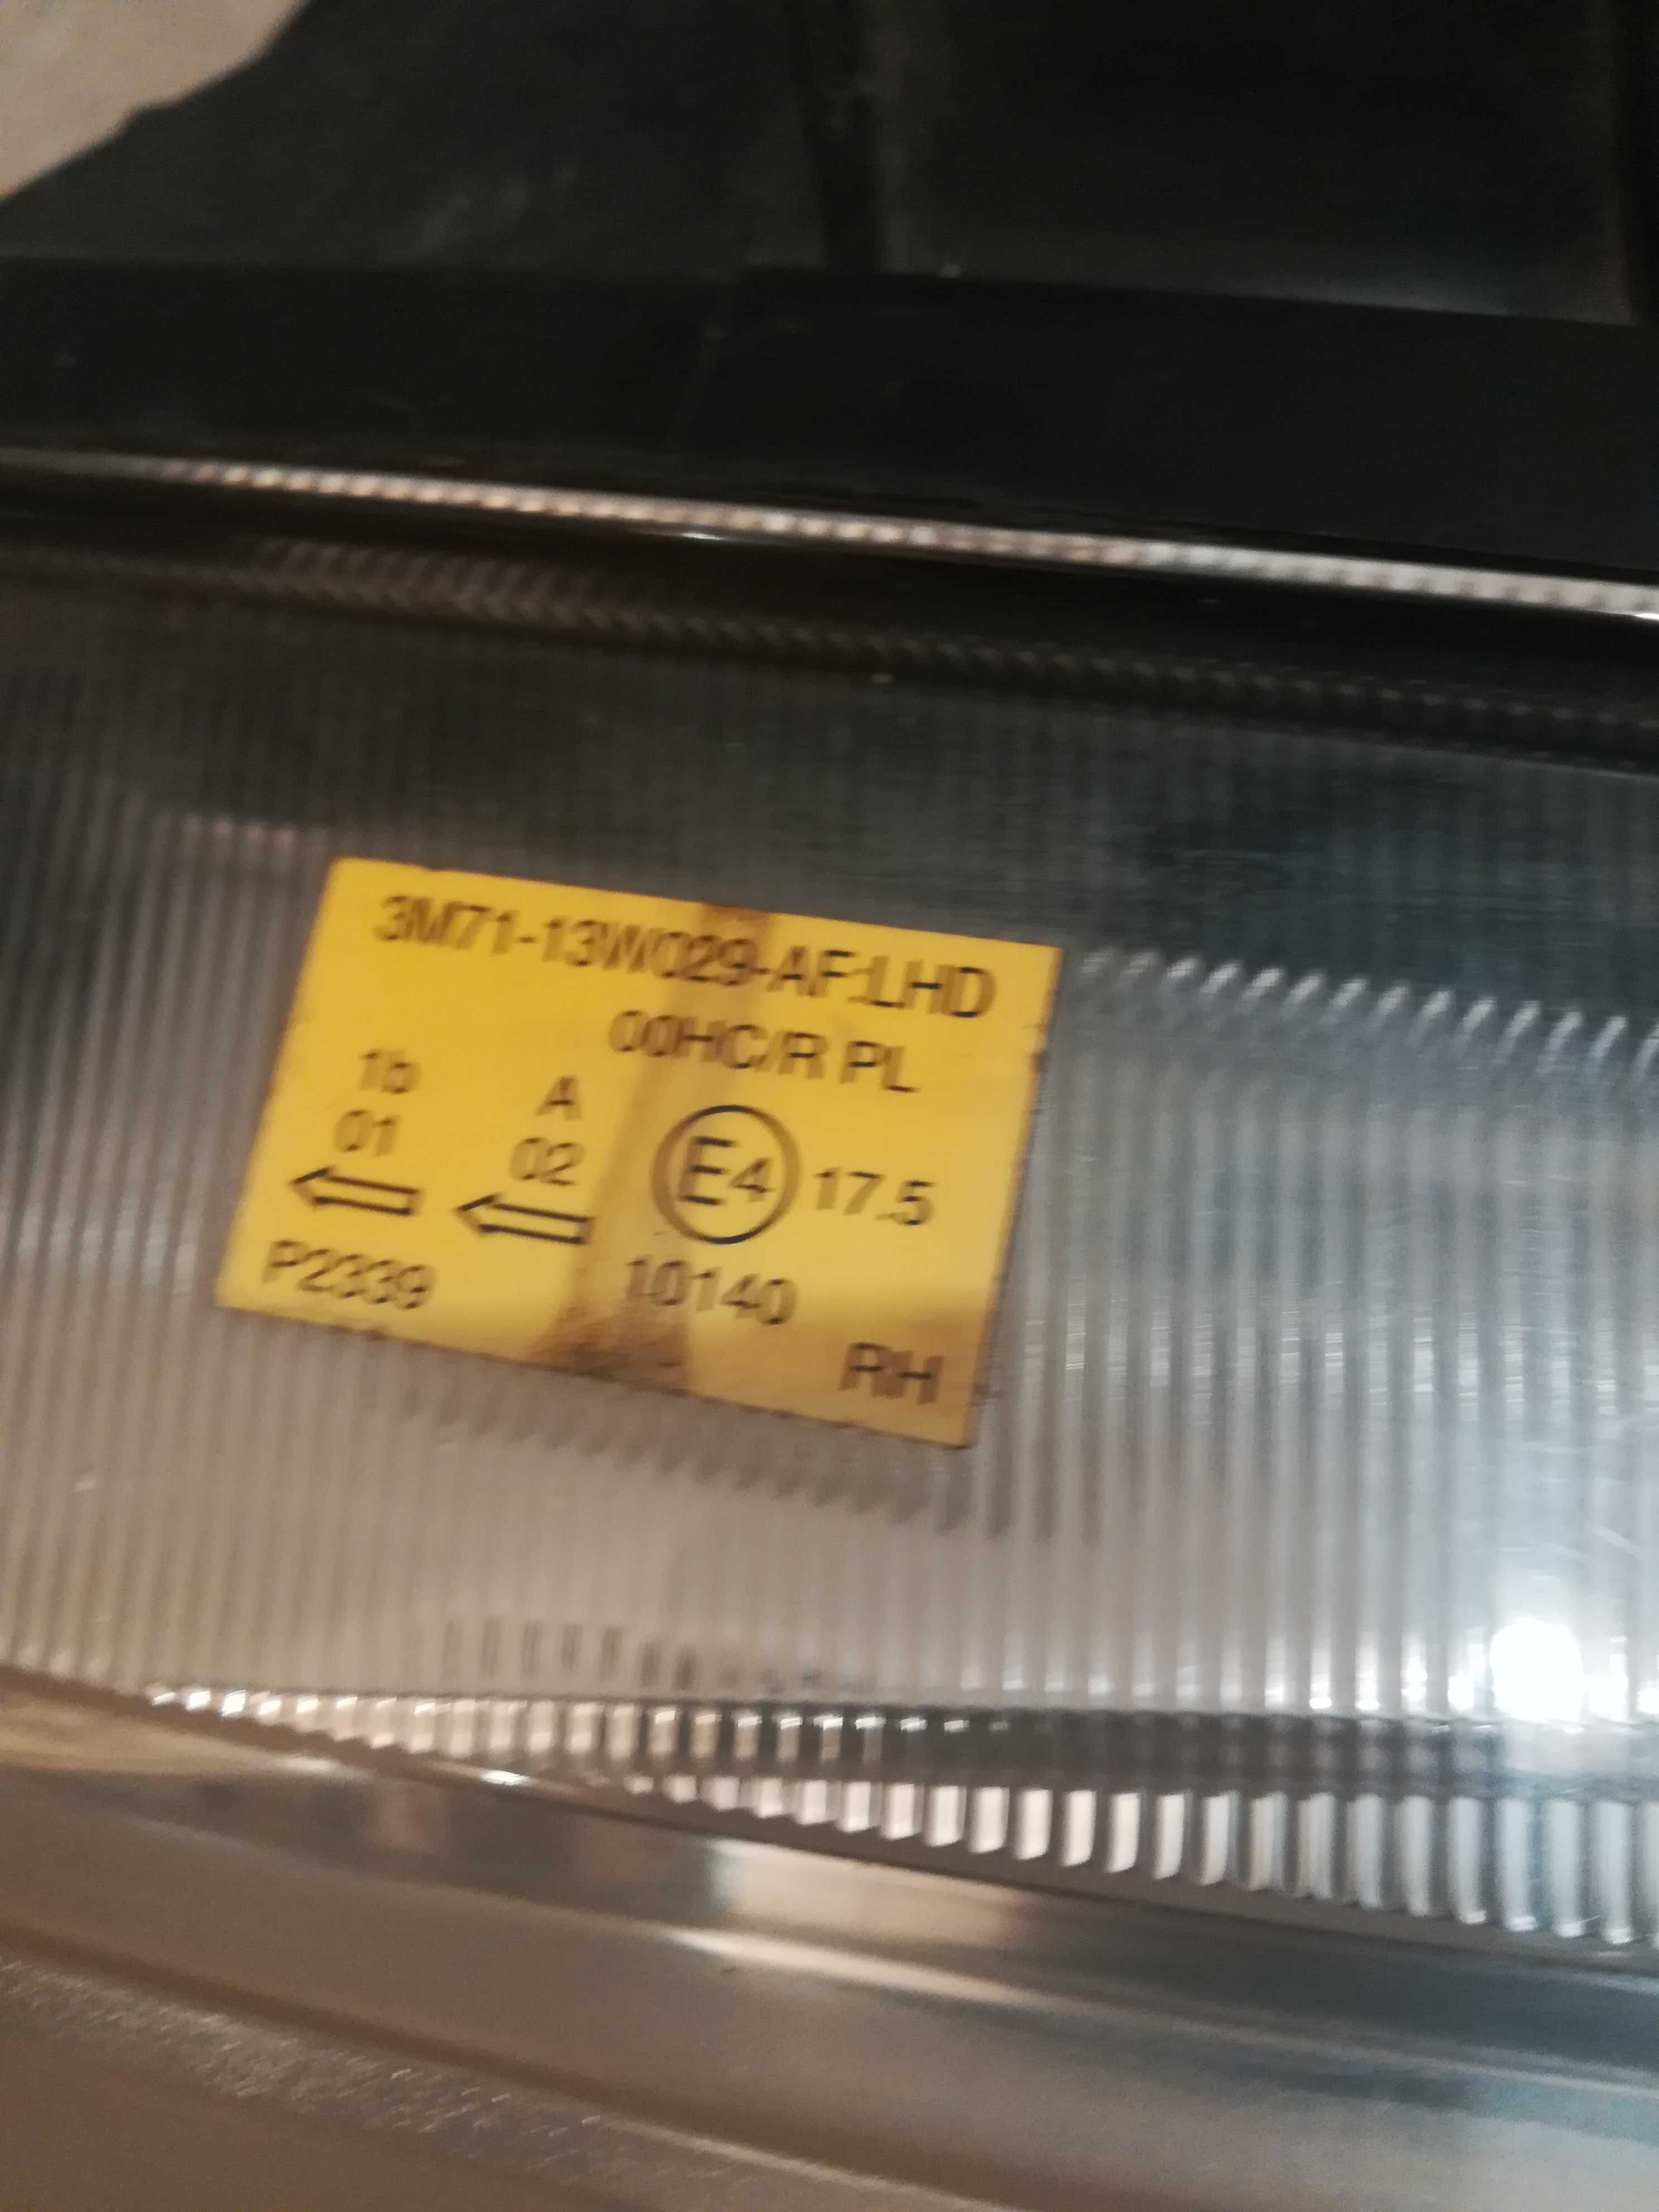 3M71-13W029-AF:LHD
00HC/R PL
1b A
01 02 E4 17.5
P2339 10140
RH